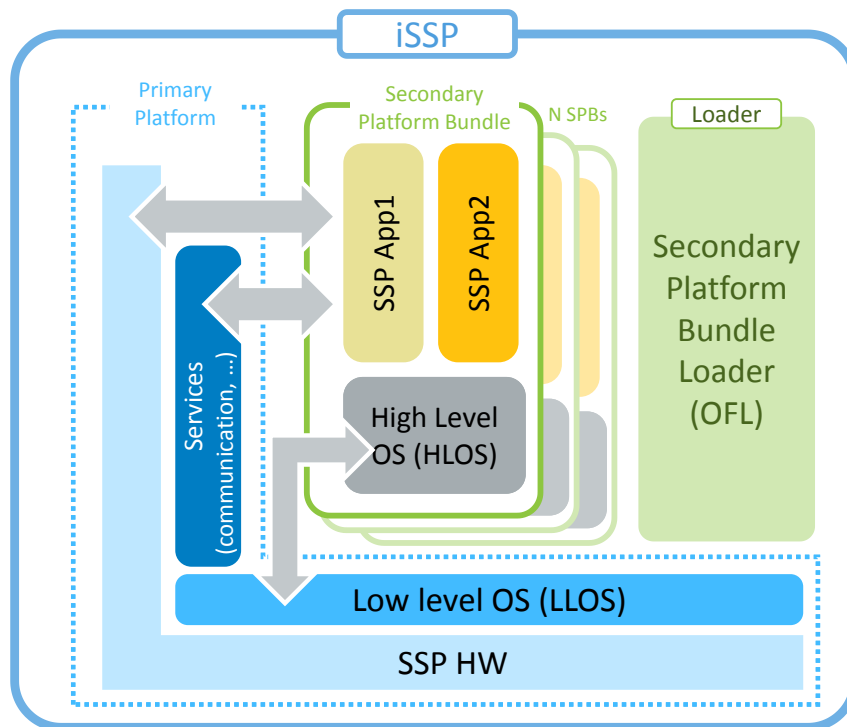 iSSP
Primary
Platform
Secondary
Platform Bundle
N SPBs
Loader
SSP App1
SSP App2
Services
(communication, ...)
High Level
OS (HLOS)
Secondary
Platform
Bundle
Loader
(OFL)
Low level OS (LLOS)
SSP HW